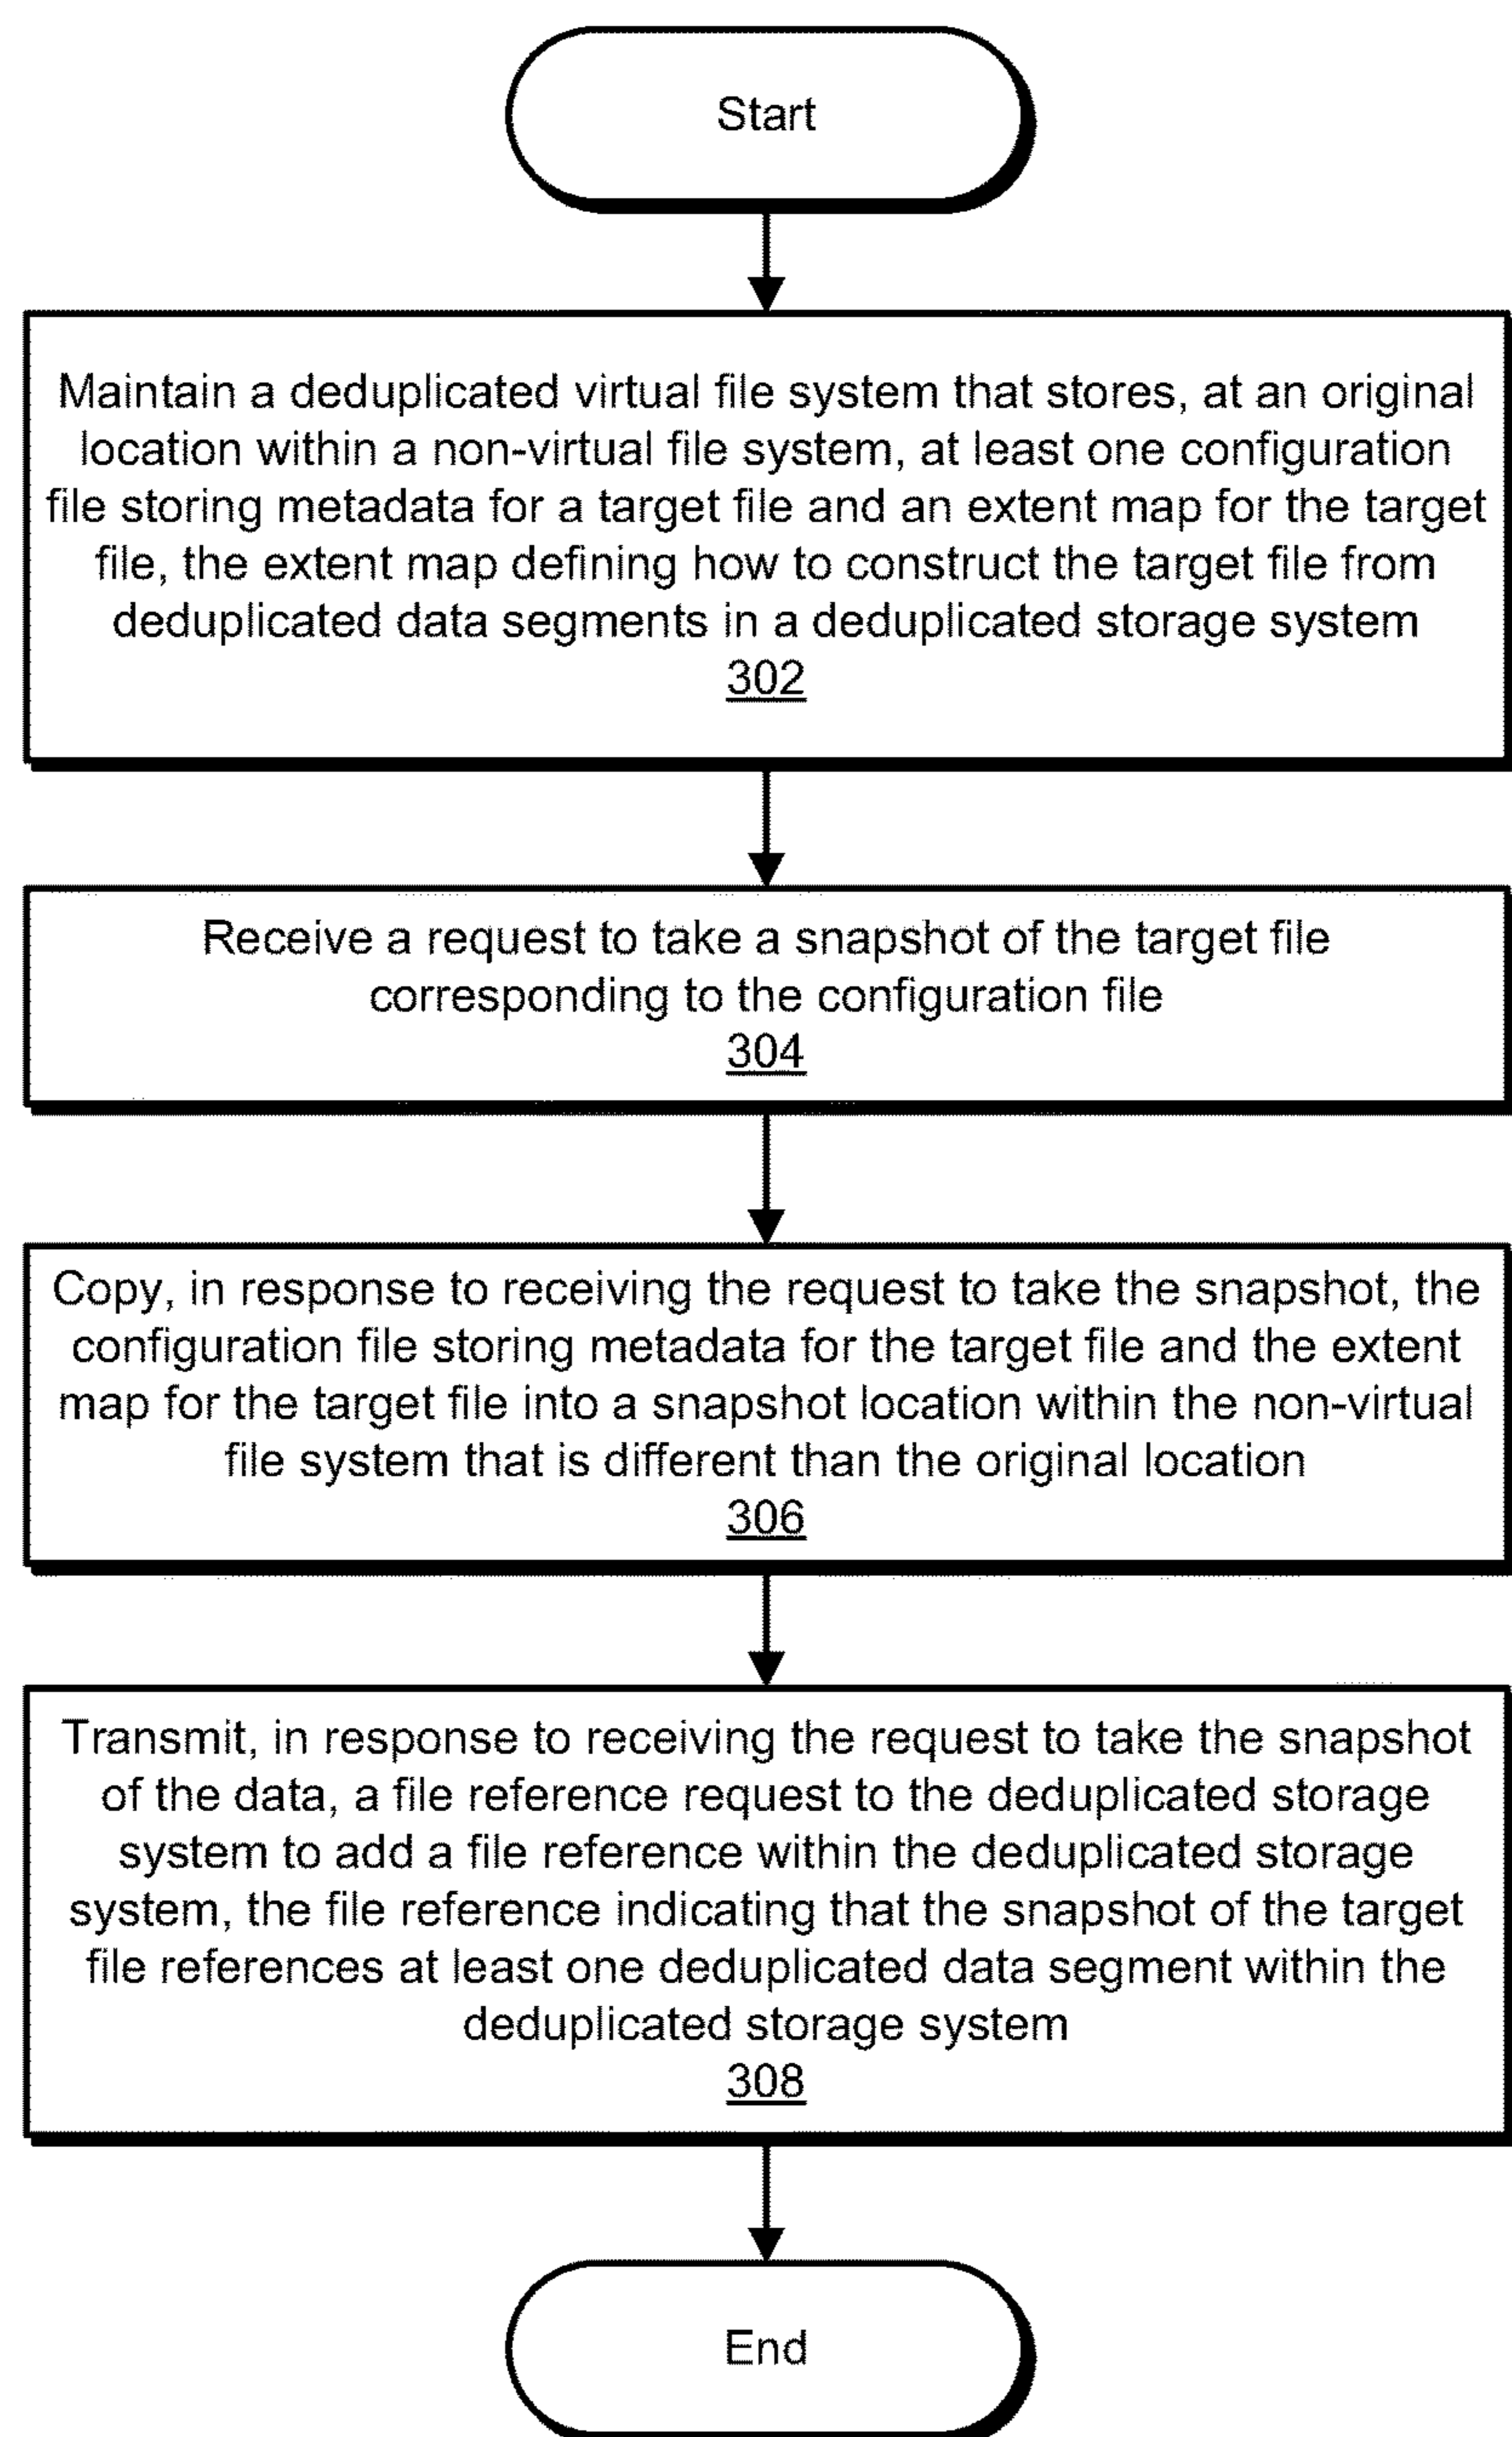 Start
Maintain a deduplicated virtual file system that stores, at an original
location within a non-virtual file system, at least one configuration
file storing metadata for a target file and an extent map for the target
file, the extent map defining how to construct the target file from
deduplicated data segments in a deduplicated storage system
302
Receive a request to take a snapshot of the target file
corresponding to the configuration file
304
Copy, in response to receiving the request to take the snapshot, the
configuration file storing metadata for the target file and the extent
map for the target file into a snapshot location within the non-virtual
file system that is different than the original location
306
Transmit, in response to receiving the request to take the snapshot
of the data, a file reference request to the deduplicated storage
system to add a file reference within the deduplicated storage
system, the file reference indicating that the snapshot of the target
file references at least one deduplicated data segment within the
deduplicated storage system
308
End